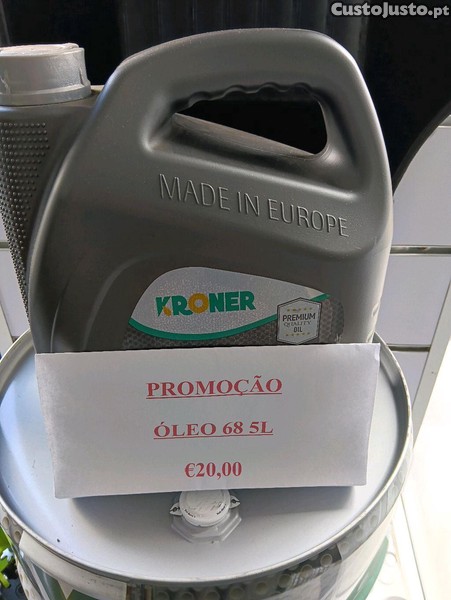 CustoJusto.pt
MADE IN EUROPE
KRONER
PREMIUM
QUALITY
OIL
PROMOÇÃO
ÓLEO 68 5L
€20,00